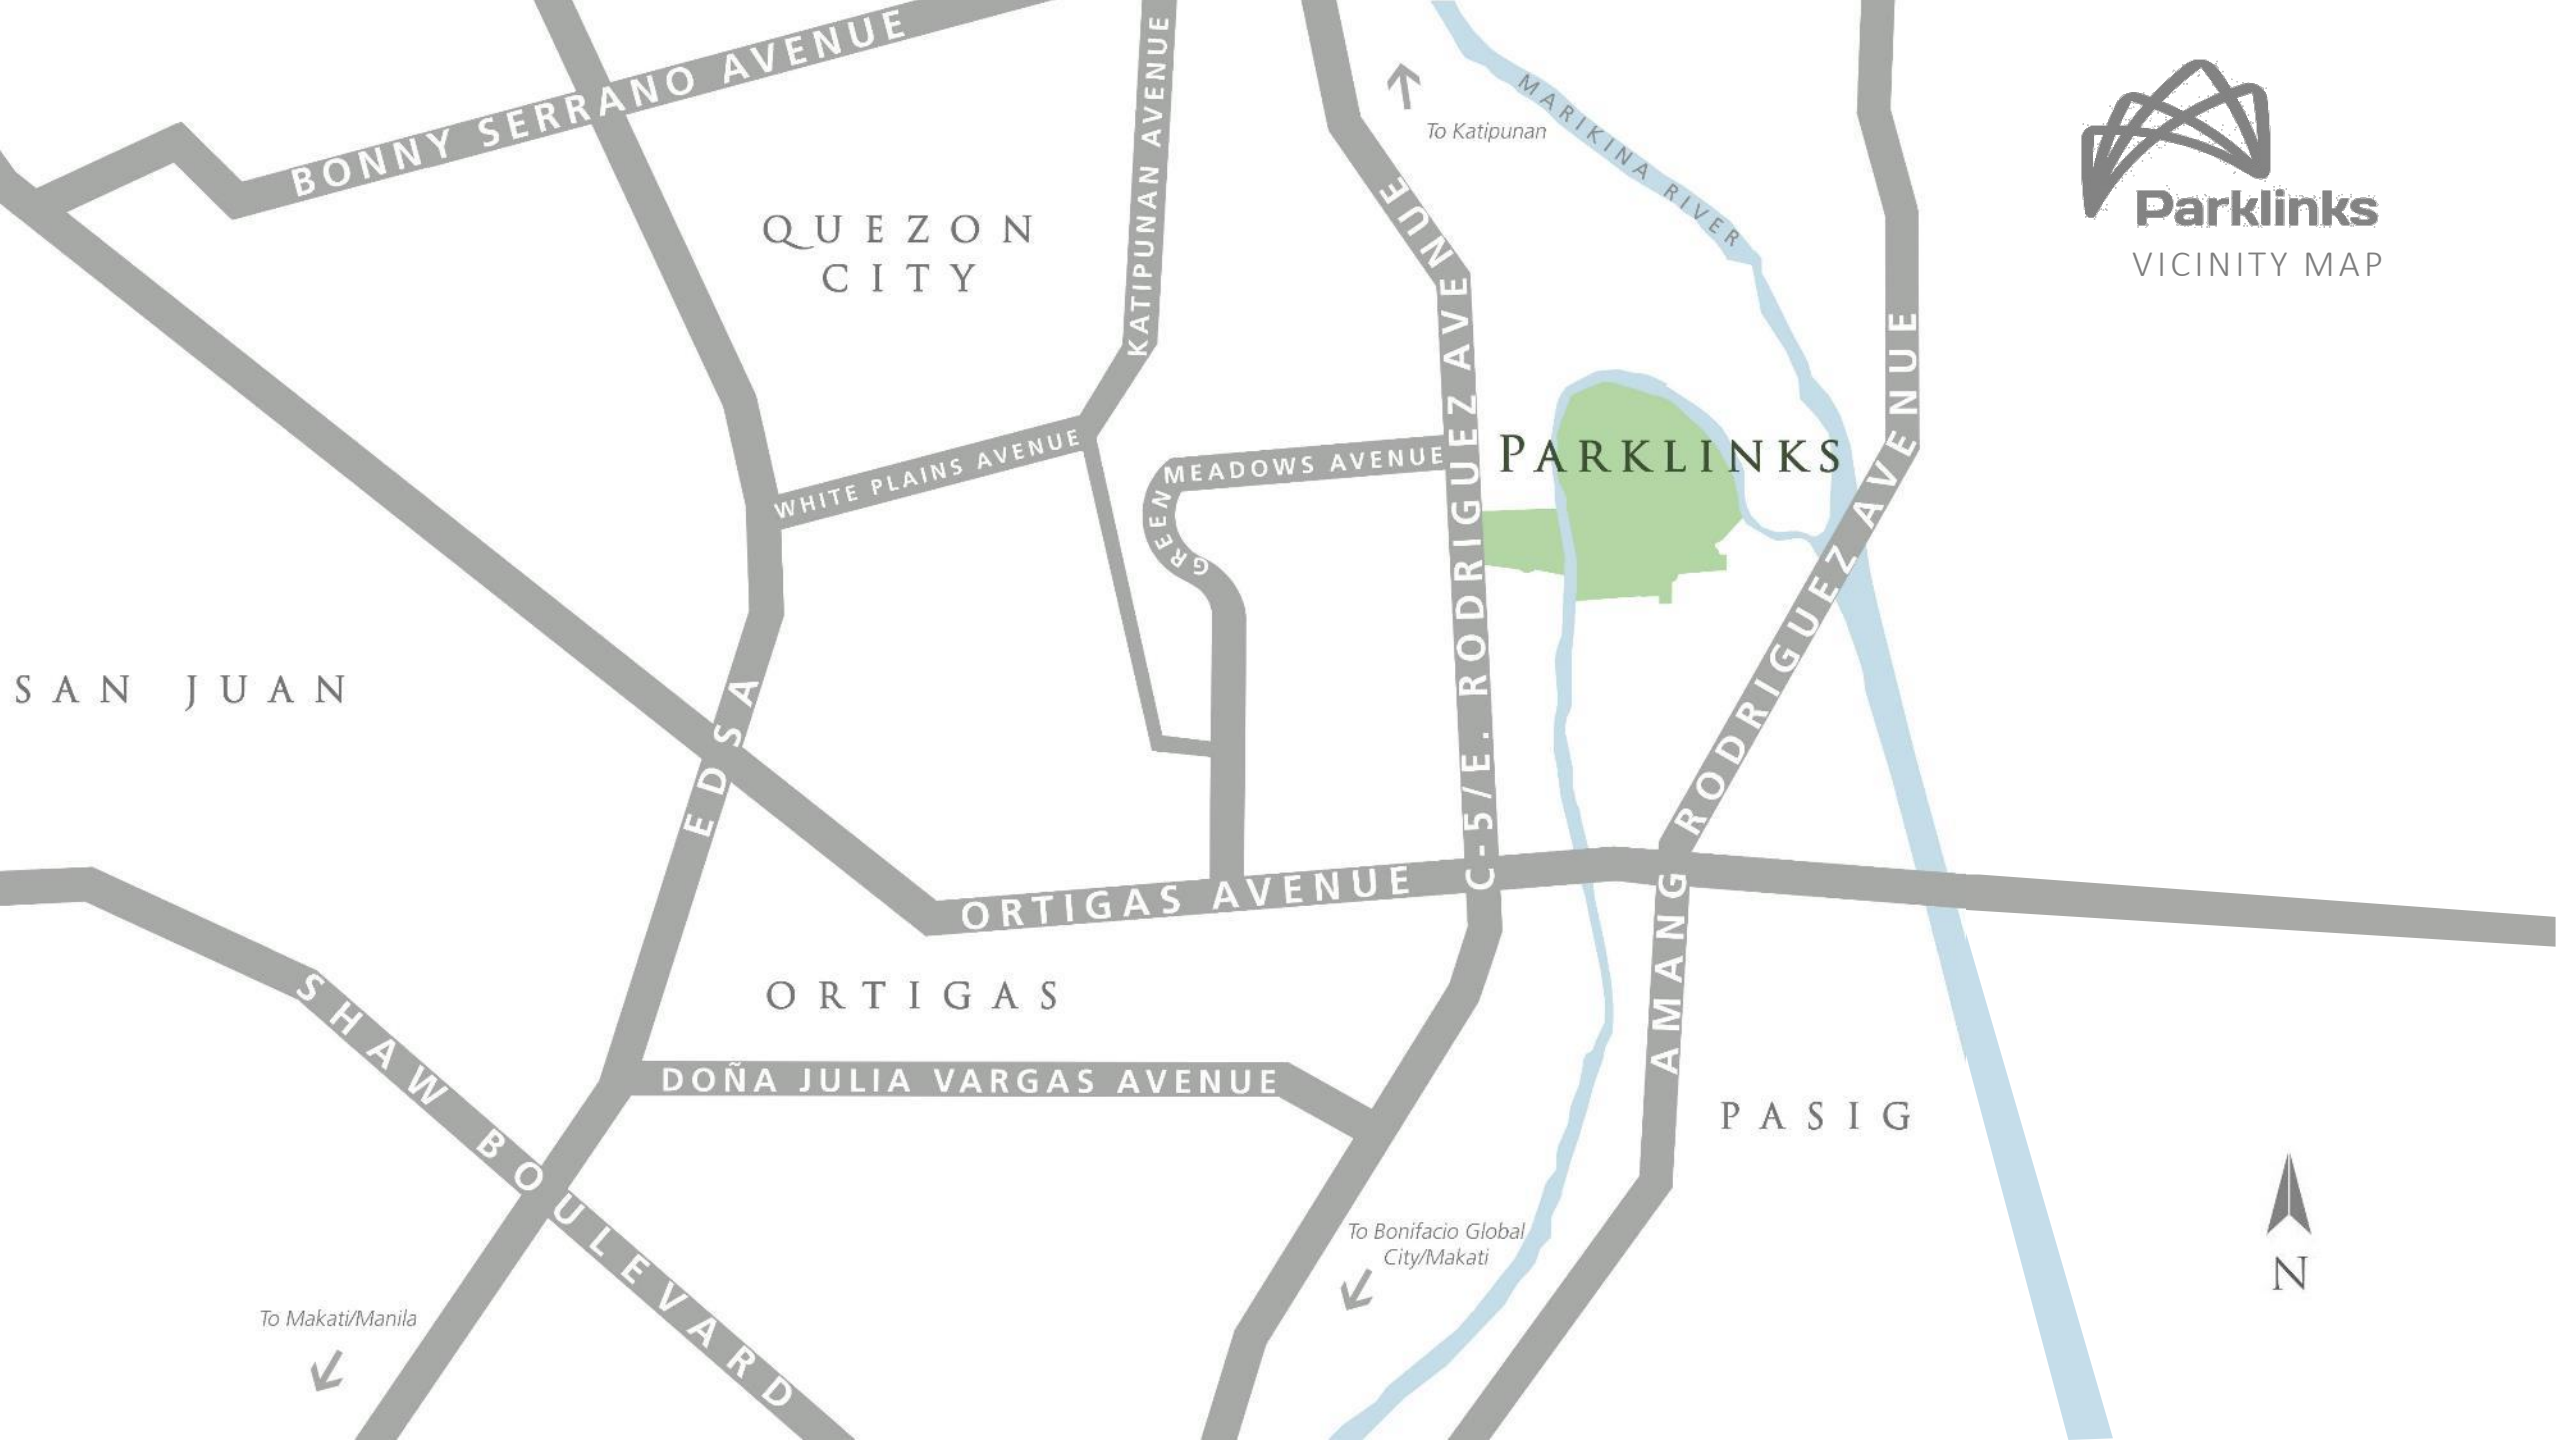 BONNY SERRANO AVENUE
KATIPUNAN AVENUE
To Katipunan
MARIKINA RIVER
Parklinks
VICINITY MAP
QUEZON
CITY
WHITE PLAINS AVENUE
GREEN MEADOWS AVENUE
PARKLINKS
C-5/E. RODRIGUEZ AVENUE
AMANG RODRIGUEZ AVENUE
SAN JUAN
EDSA
ORTIGAS AVENUE
ORTIGAS
SHAW BOULEVARD
DOÑA JULIA VARGAS AVENUE
PASIG
To Bonifacio Global
City/Makati
To Makati/Manila
N